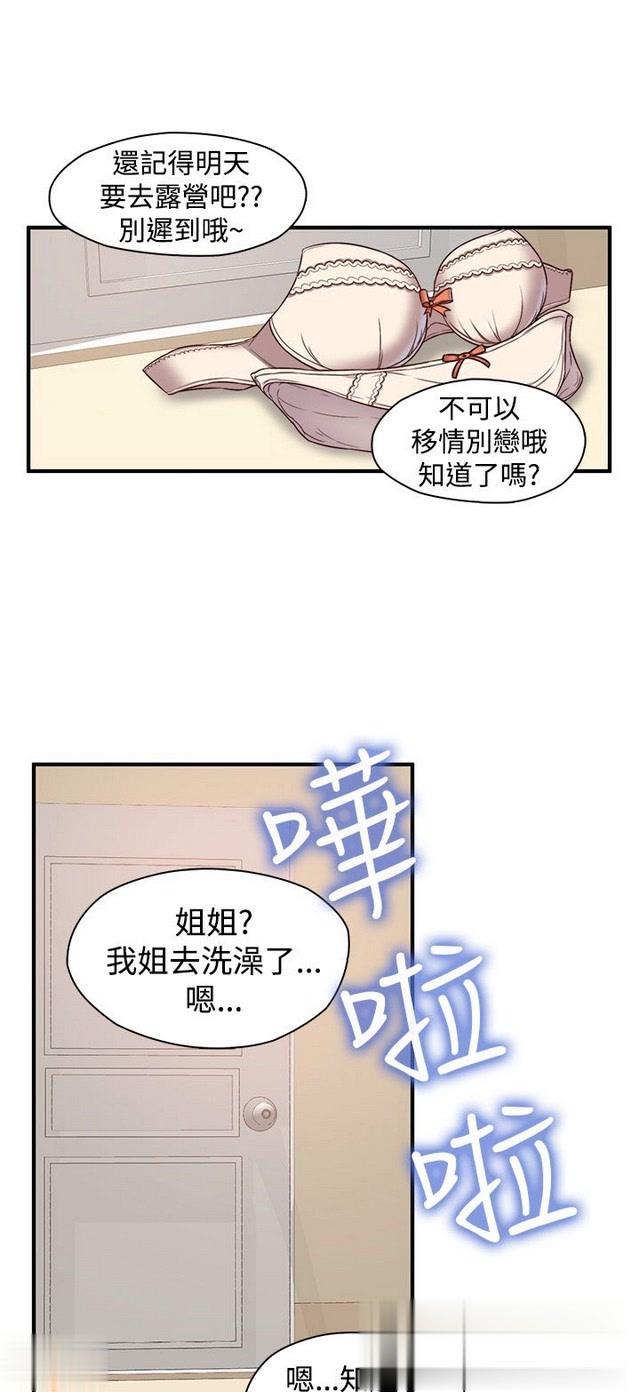 還記得明天
要去露營吧??
別遲到哦~
不可以
移情別戀哦
知道了嗎?
嘩
啦
啦
姐姐?
我姐去洗澡了...
嗯...
嗯...知